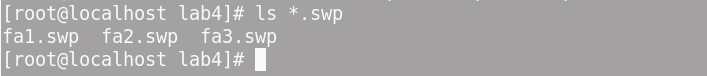 [root@localhost lab4]# ls *.swp
fa1.swp  fa2.swp  fa3.swp
[root@localhost lab4]#